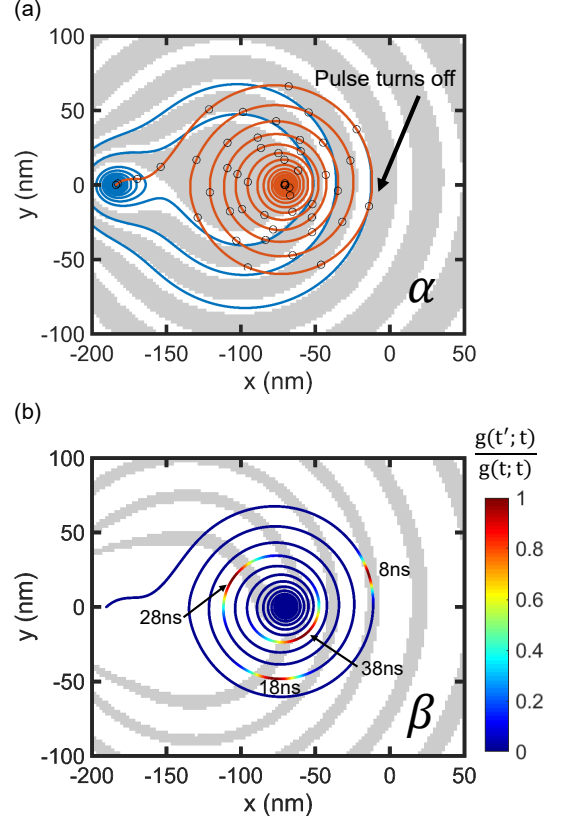 (a)
100
50
0
-50
-100
y (nm)
Pulse turns off
α
-200 -150 -100 -50 0 50
x (nm)
(b)
100
50
0
-50
-100
y (nm)
8ns
28ns
38ns
18ns
β
-200 -150 -100 -50 0 50
x (nm)
g(t′; t)
g(t; t)
1
0.8
0.6
0.4
0.2
0